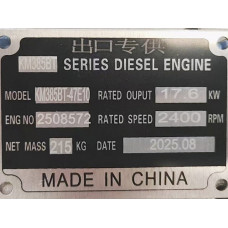 出口专供
KM385BT SERIES DIESEL ENGINE
MODEL KM385BT-47E10 RATED OUPUT 17.6 KW
ENG NO 2508572 RATED SPEED 2400 RPM
NET MASS 215 KG DATE 2025.08
MADE IN CHINA